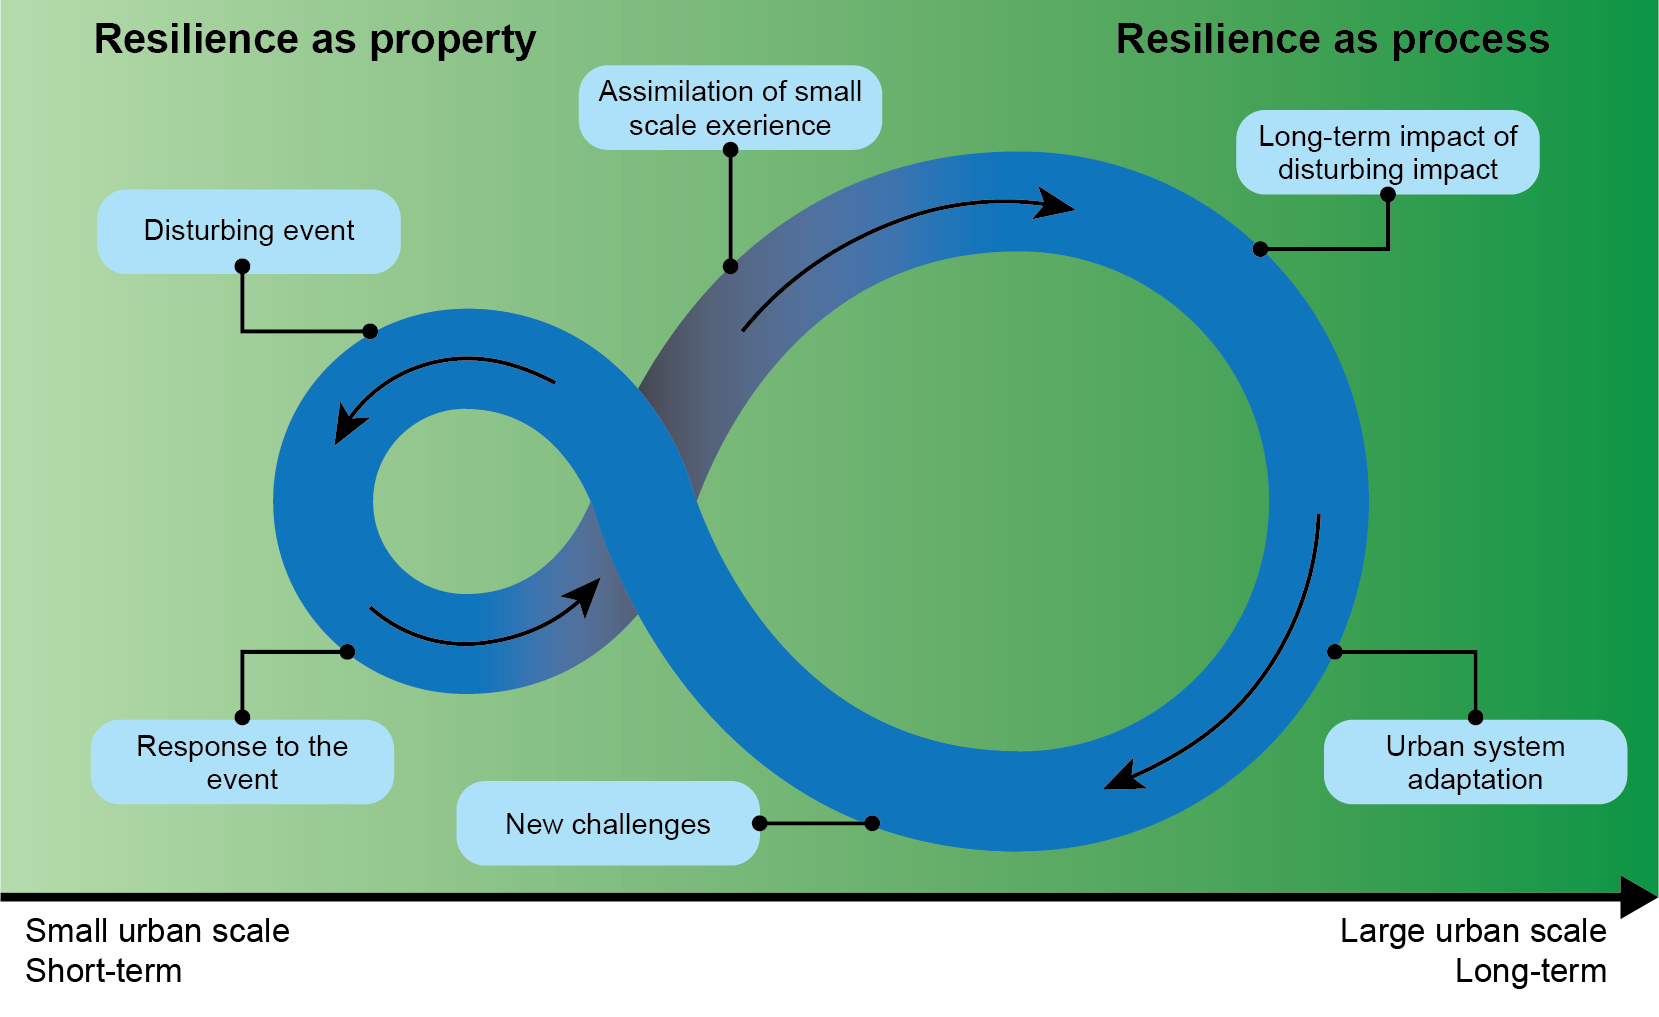 Resilience as property
Resilience as process
Assimilation of small
scale exerience
Long-term impact of
disturbing impact
Disturbing event
Response to the
event
Urban system
adaptation
New challenges
Small urban scale
Short-term
Large urban scale
Long-term